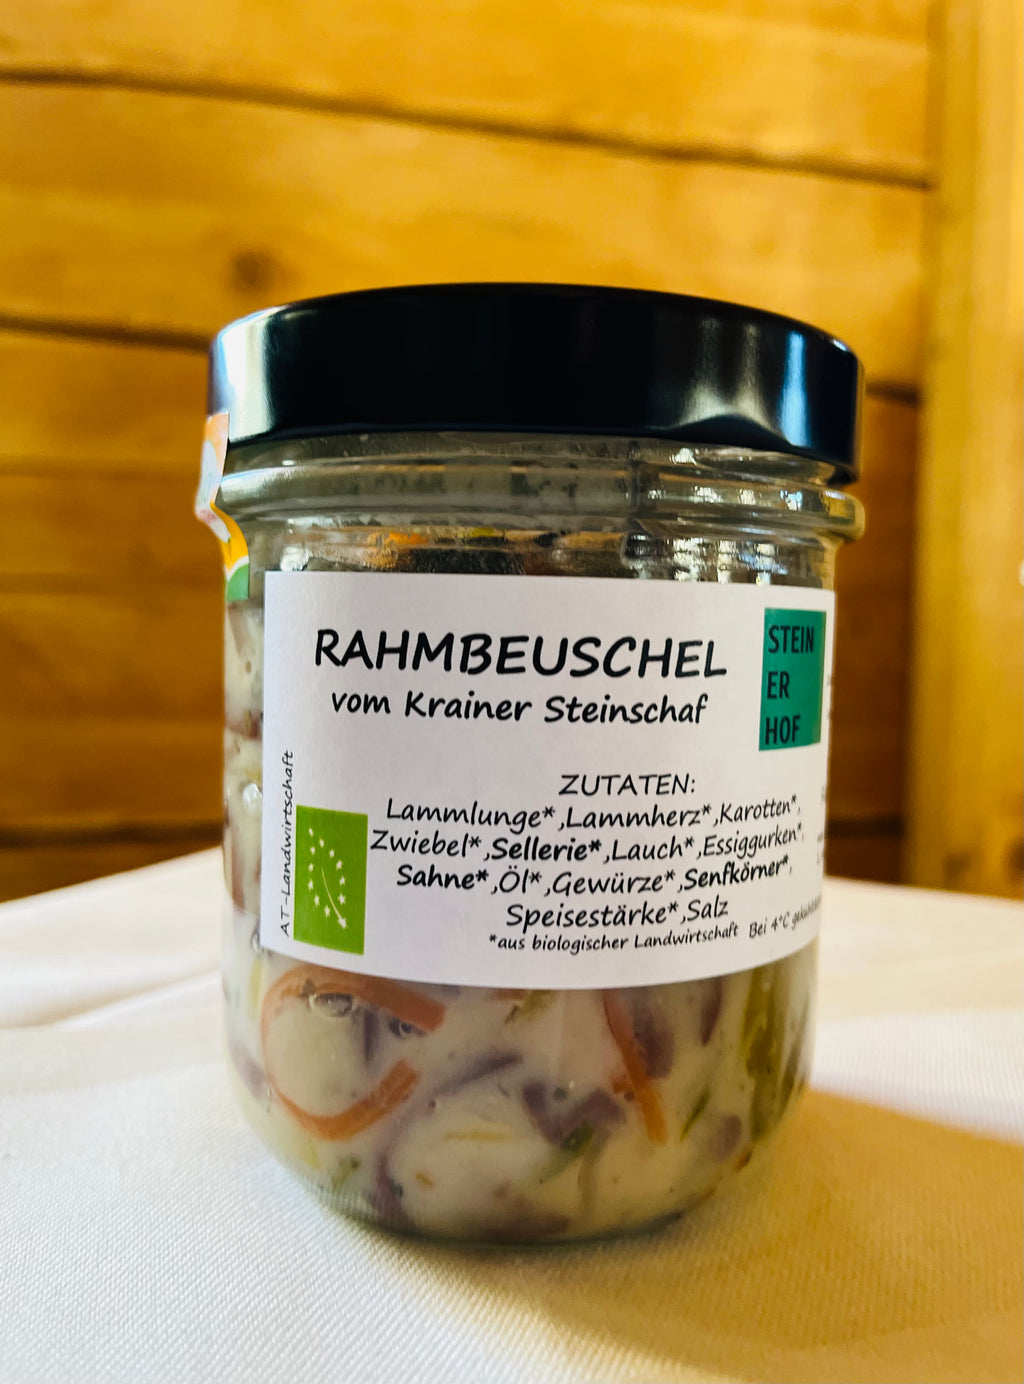 RAHMBEUSCHEL
vom Krainer Steinschaf
STEIN
ER
HOF
ZUTATEN:
Lammlunge*,Lammherz*,Karotten*,
Zwiebel*,Sellerie*,Lauch*,Essiggurken*,
Sahne*,Öl*,Gewürze*,Senfkörner*,
Speisestärke*,Salz
*aus biologischer Landwirtschaft
Bei 4°C
AT-Landwirtschaft